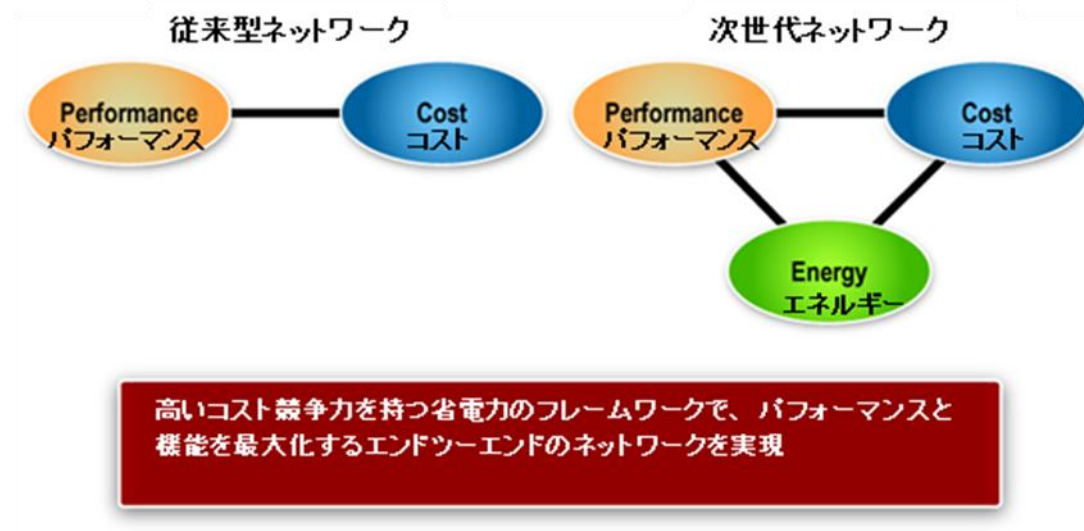 従来型ネットワーク
Performance
パフォーマンス
Cost
コスト
次世代ネットワーク
Performance
パフォーマンス
Cost
コスト
Energy
エネルギー
高いコスト競争力を持つ省電力のフレームワークで、パフォーマンスと
機能を最大化するエンドツーエンドのネットワークを実現